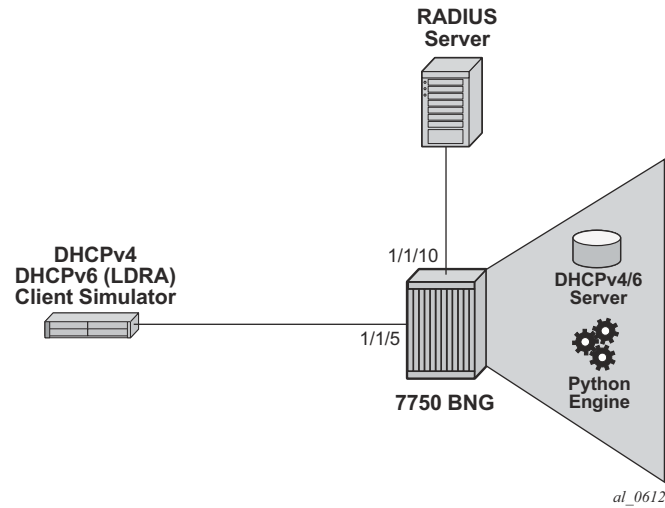 RADIUS
Server
DHCPv4
DHCPv6 (LDRA)
Client Simulator
1/1/10
1/1/5
7750 BNG
DHCPv4/6
Server
Python
Engine
al_0612